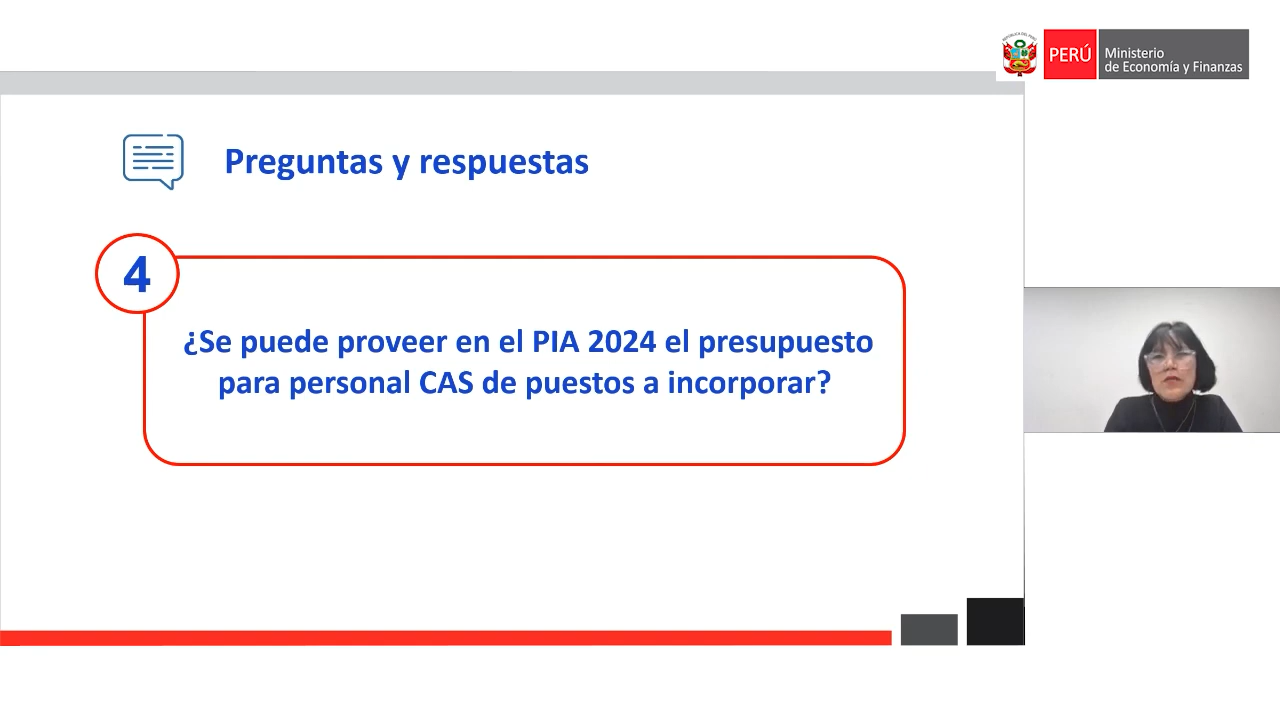 PERÚ
Ministerio
de Economía y Finanzas
Preguntas y respuestas
4
¿Se puede proveer en el PIA 2024 el presupuesto
para personal CAS de puestos a incorporar?